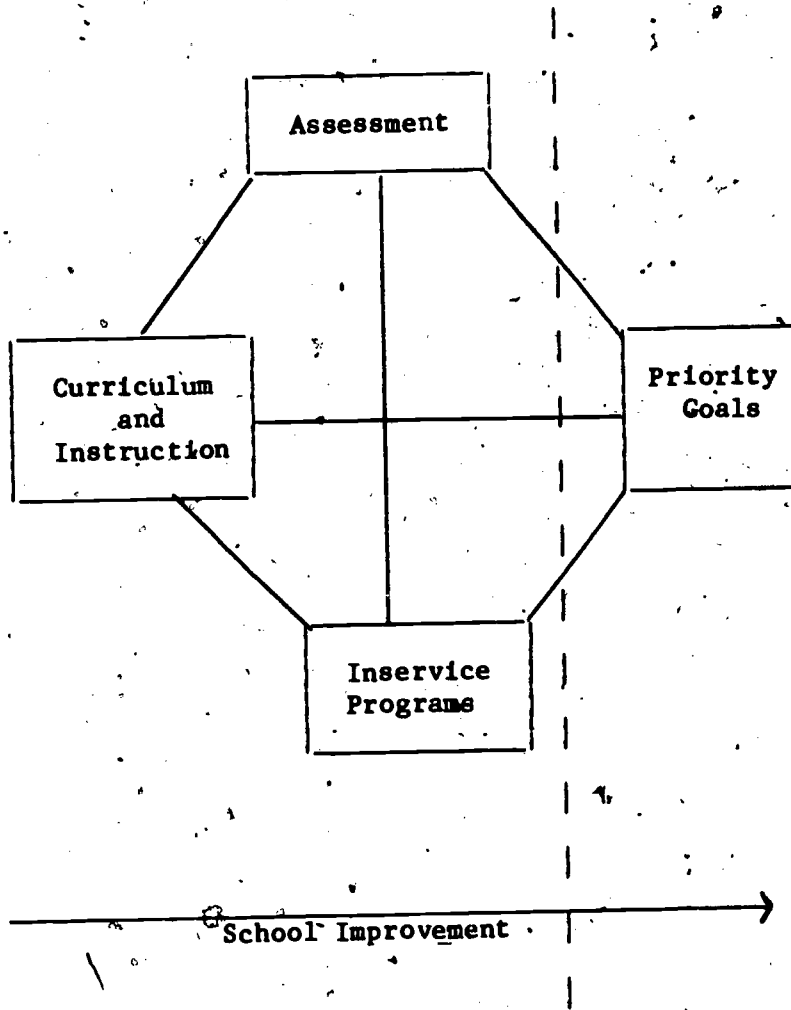 Assessment
Curriculum
and
Instruction
Priority
Goals
Inservice
Programs
School Improvement